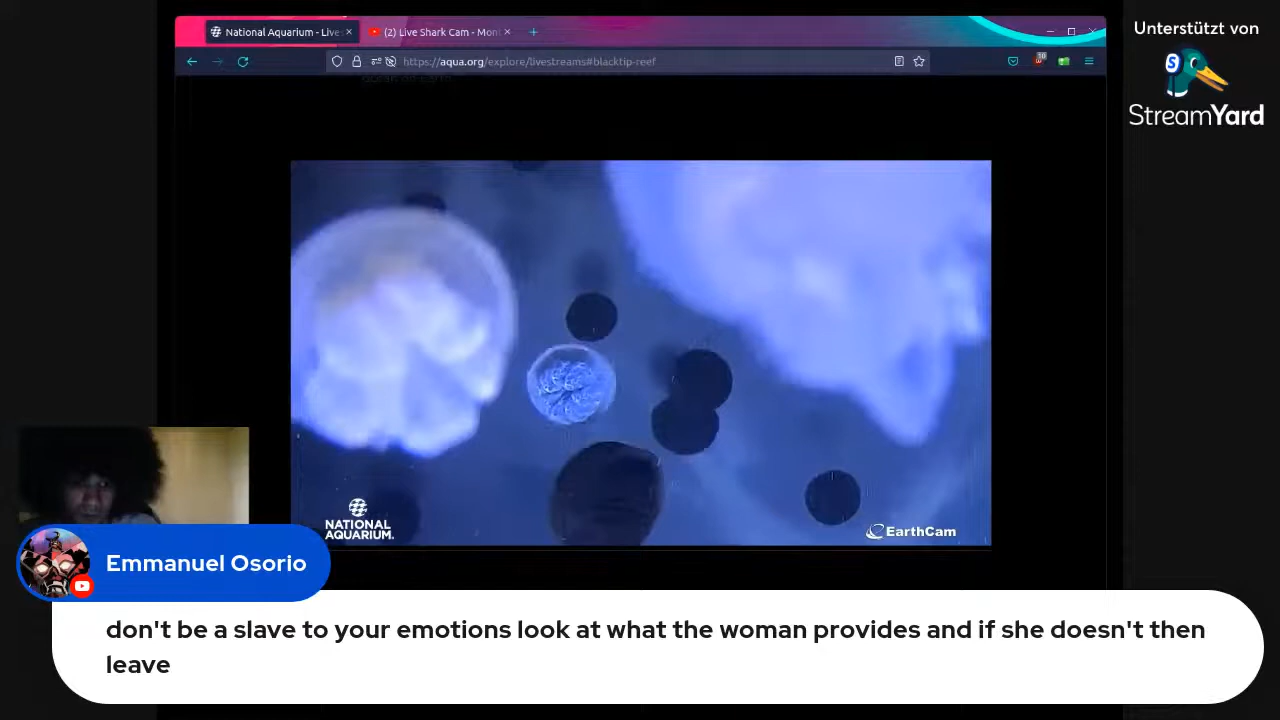 National Aquarium - Live
(2) Live Shark Cam - Mon
Unterstützt von
StreamYard
https://aqua.org/explore/livestreams#blacktip-reef
NATIONAL
AQUARIUM.
EarthCam
Emmanuel Osorio
don't be a slave to your emotions look at what the woman provides and if she doesn't then
leave